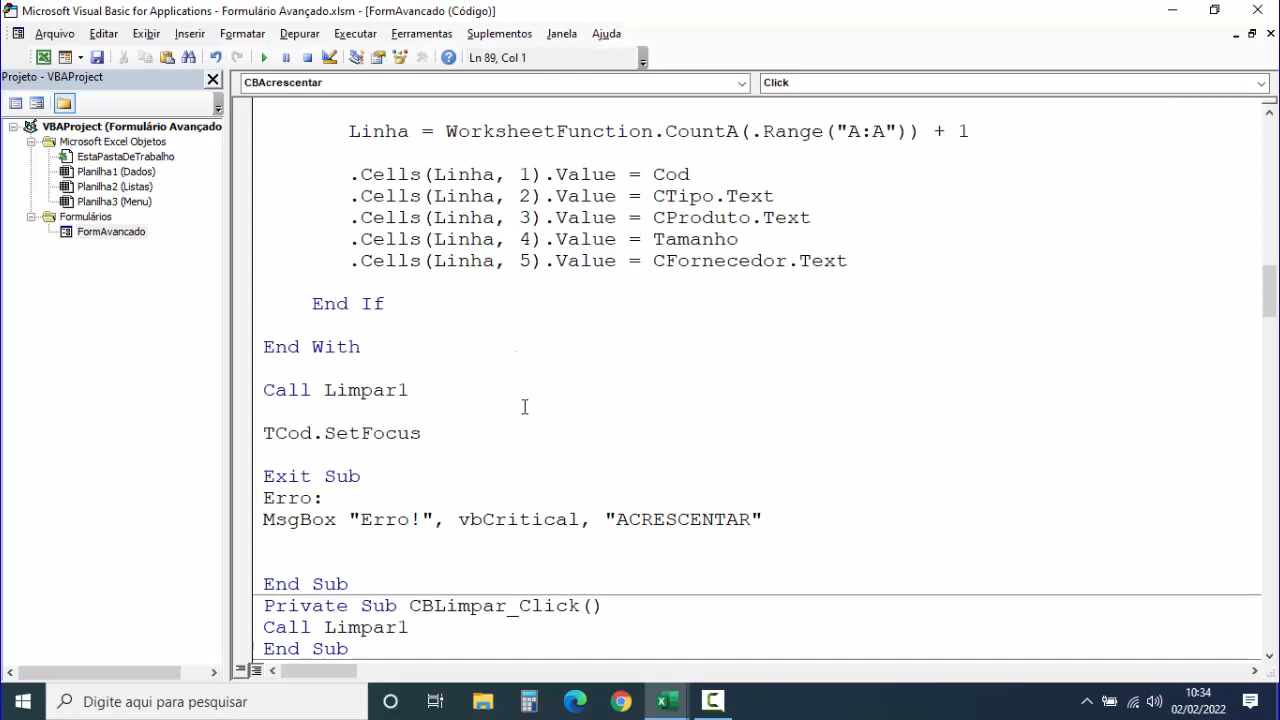 Microsoft Visual Basic for Applications - Formulário Avançado.xlsm - [FormAvancado (Código)]
Arquivo Editar Exibir Inserir Formatar Depurar Executar Ferramentas Suplementos Janela Ajuda
Ln 89, Col 1
Projeto - VBAProject
CBAcrescentar
Click
VBAProject (Formulário Avançado
Microsoft Excel Objetos
EstaPastaDeTrabalho
Planilha1 (Dados)
Planilha2 (Listas)
Planilha3 (Menu)
Formulários
FormAvancado
Linha = WorksheetFunction.CountA(.Range("A:A")) + 1
.Cells(Linha, 1).Value = Cod
.Cells(Linha, 2).Value = CTipo.Text
.Cells(Linha, 3).Value = CProduto.Text
.Cells(Linha, 4).Value = Tamanho
.Cells(Linha, 5).Value = CFornecedor.Text
End If
End With
Call Limpar1
TCod.SetFocus
Exit Sub
Erro:
MsgBox "Erro!", vbCritical, "ACRESCENTAR"
End Sub
Private Sub CBLimpar_Click()
Call Limpar1
End Sub
Digite aqui para pesquisar
10:34
02/02/2022